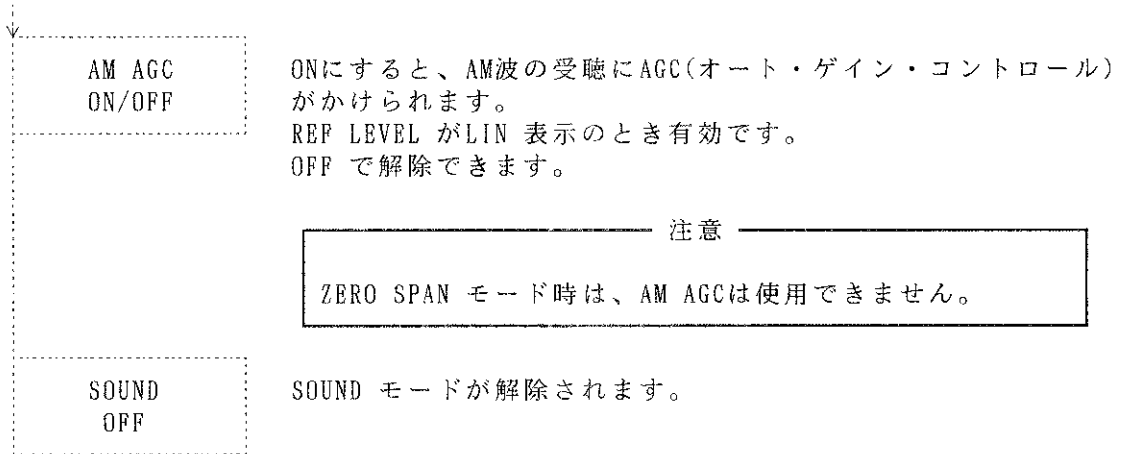 AM AGC
ON/OFF
ONにすると、AM波の受聴にAGC(オート・ゲイン・コントロール)
がかけられます。
REF LEVEL がLIN 表示のとき有効です。
OFF で解除できます。
注意
ZERO SPAN モード時は、AM AGCは使用できません。
SOUND
OFF
SOUND モードが解除されます。